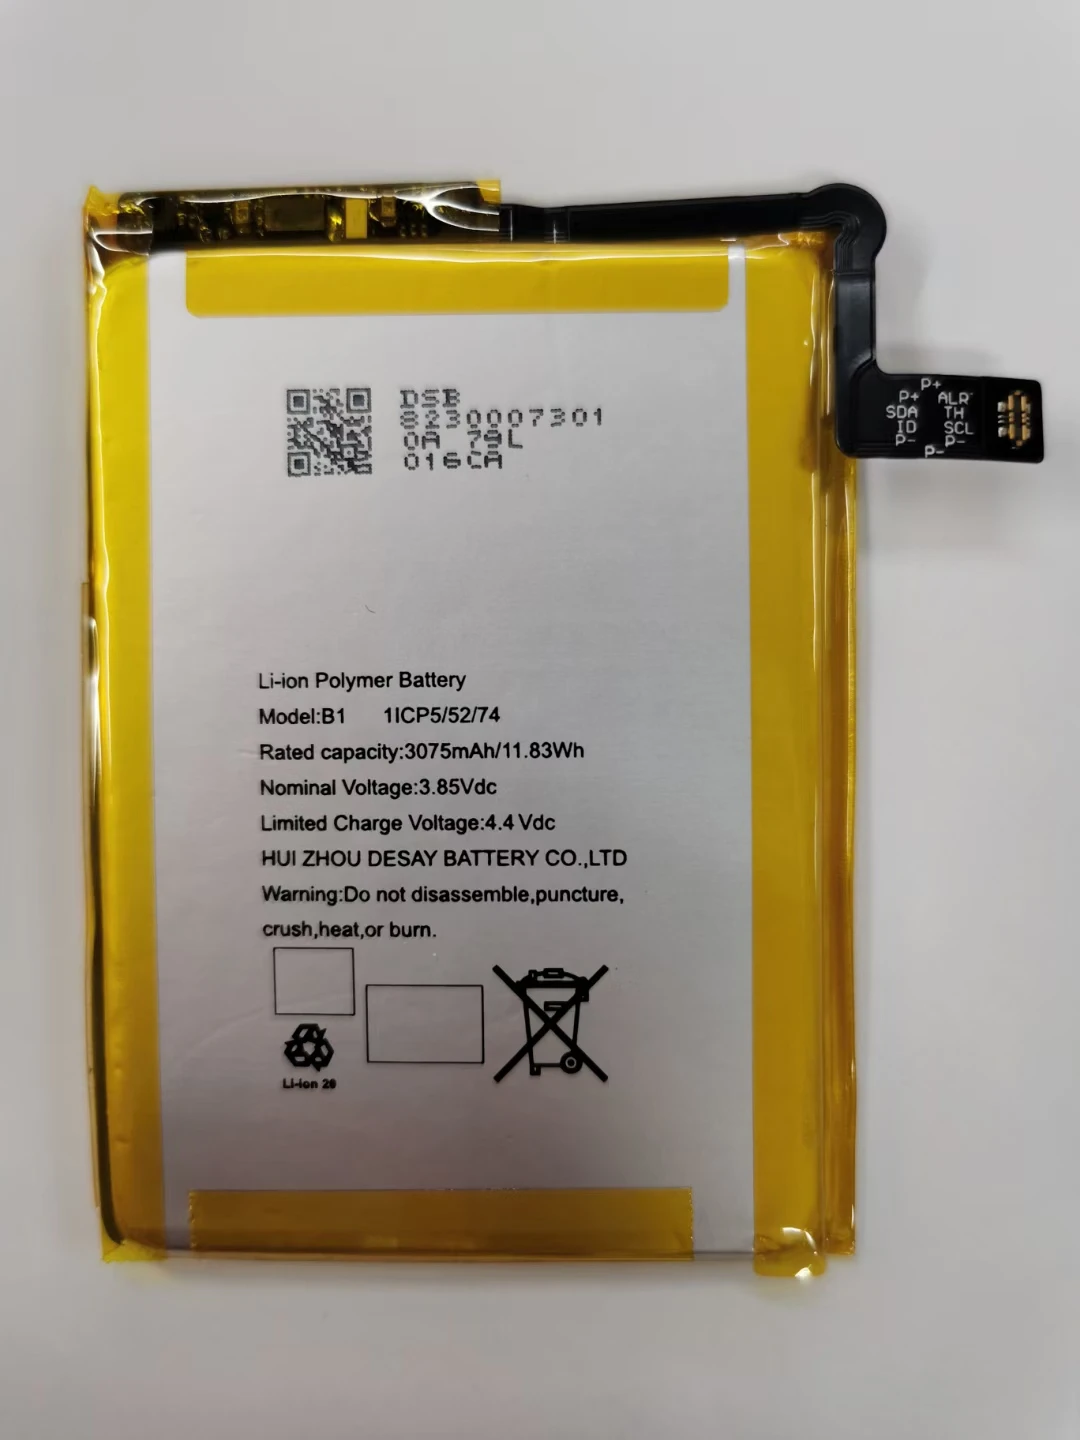 DSB
8230007301
0A 79L
016CA
P+
P+ ALR
SDA TH
ID SCL
P- P-
P-
Li-ion Polymer Battery
Model:B1 1ICP5/52/74
Rated capacity:3075mAh/11.83Wh
Nominal Voltage:3.85Vdc
Limited Charge Voltage:4.4 Vdc
HUI ZHOU DESAY BATTERY CO.,LTD
Warning:Do not disassemble,puncture,
crush,heat,or burn.
Li-ion 20